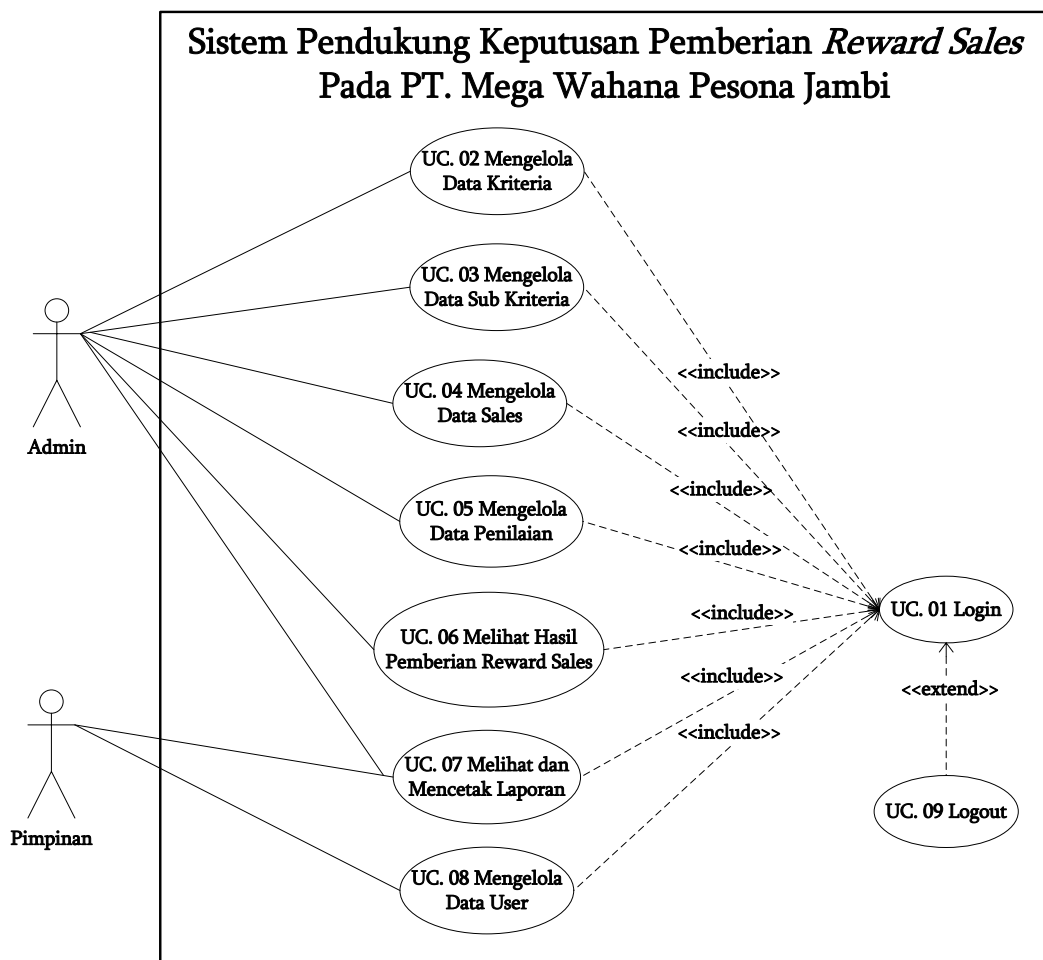 Sistem Pendukung Keputusan Pemberian Reward Sales
Pada PT. Mega Wahana Pesona Jambi
UC. 02 Mengelola
Data Kriteria
UC. 03 Mengelola
Data Sub Kriteria
<<include>>
UC. 04 Mengelola
Data Sales
<<include>>
Admin
<<include>>
UC. 05 Mengelola
Data Penilaian
<<include>>
UC. 01 Login
<<include>>
UC. 06 Melihat Hasil
Pemberian Reward Sales
<<include>>
<<extend>>
<<include>>
UC. 07 Melihat dan
Mencetak Laporan
UC. 09 Logout
Pimpinan
UC. 08 Mengelola
Data User